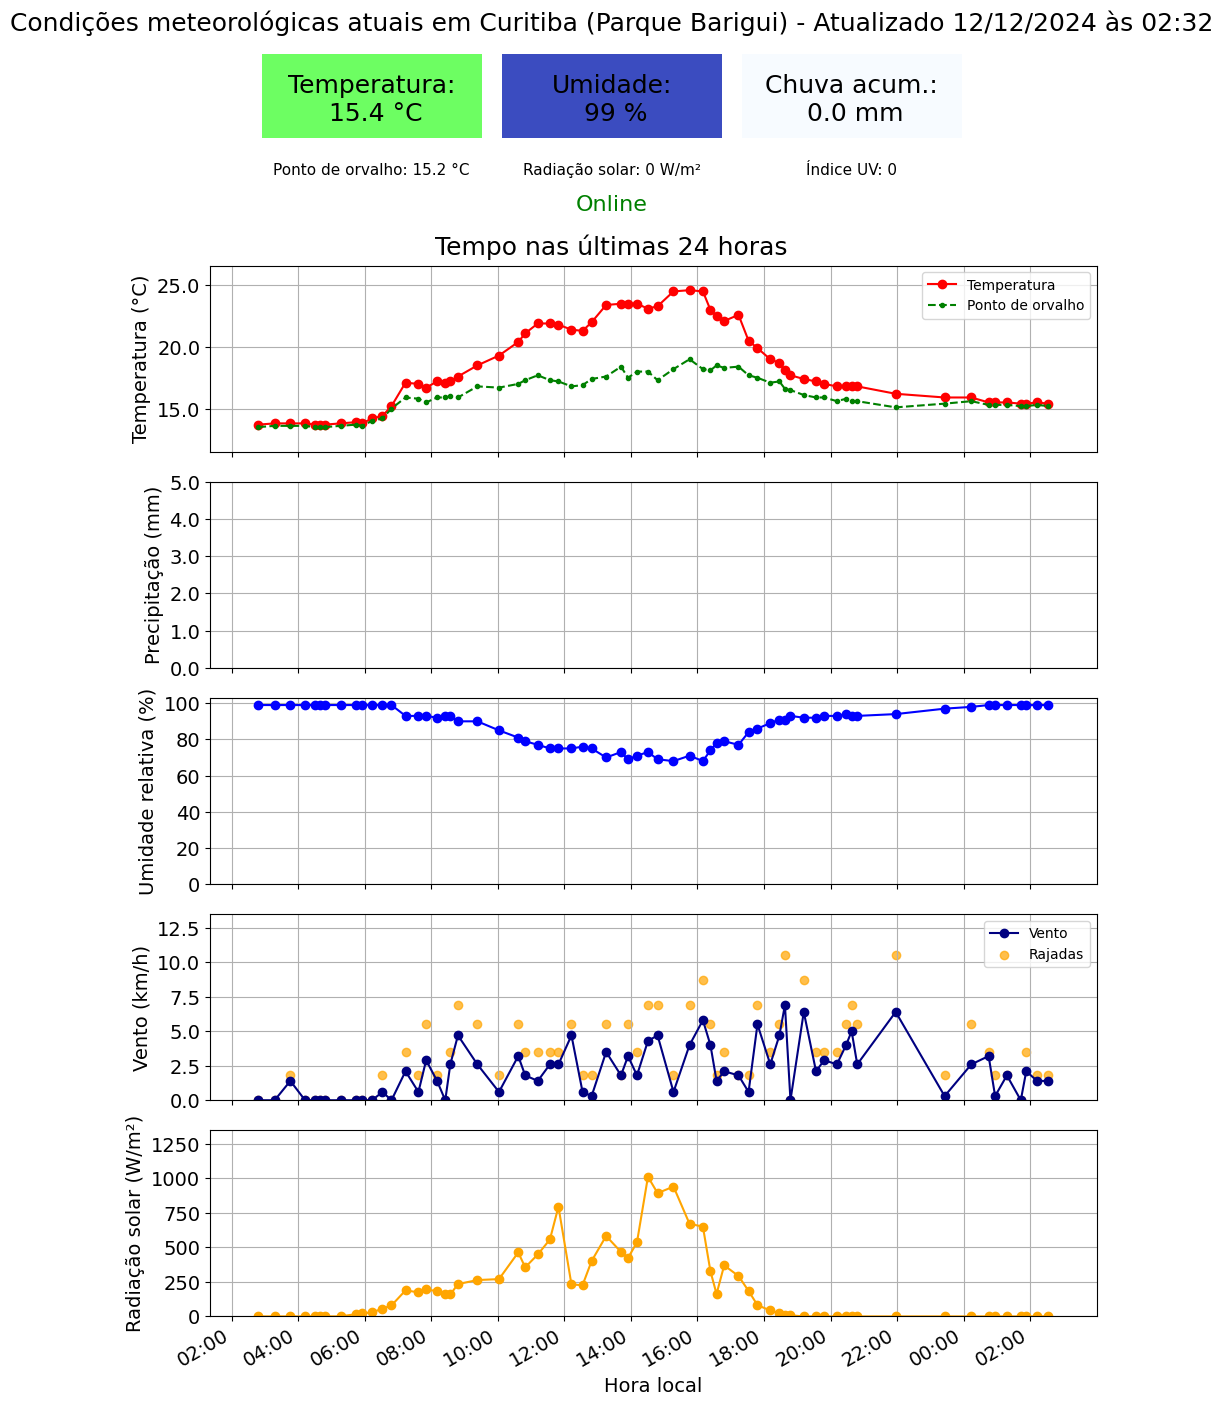 Condições meteorológicas atuais em Curitiba (Parque Barigui) - Atualizado 12/12/2024 às 02:32
Temperatura:
15.4 °C
Umidade:
99 %
Chuva acum.:
0.0 mm
Ponto de orvalho: 15.2 °C
Radiação solar: 0 W/m²
Índice UV: 0
Online
Tempo nas últimas 24 horas
Temperatura (°C)
25.0
20.0
15.0
Temperatura
Ponto de orvalho
Precipitação (mm)
5.0
4.0
3.0
2.0
1.0
0.0
Umidade relativa (%)
100
80
60
40
20
0
Vento (km/h)
12.5
10.0
7.5
5.0
2.5
0.0
Vento
Rajadas
Radiação solar (W/m²)
1250
1000
750
500
250
0
02:00 04:00 06:00 08:00 10:00 12:00 14:00 16:00 18:00 20:00 22:00 00:00 02:00
Hora local